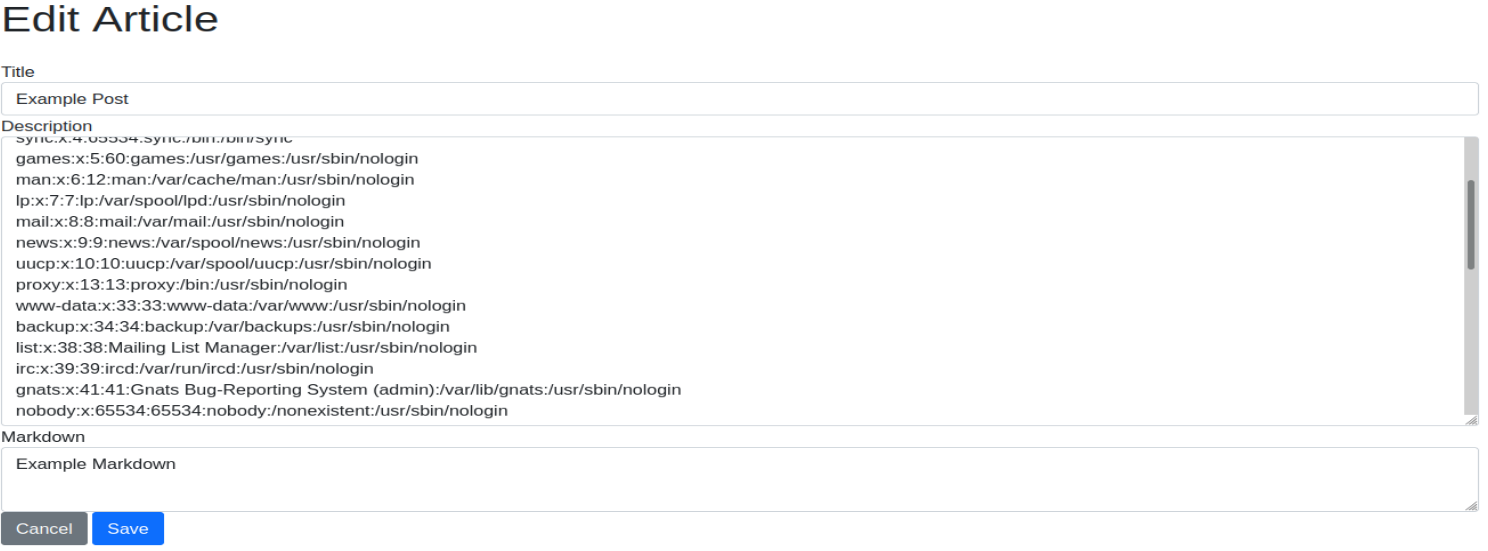 Edit Article
Title
Example Post
Description
sync:x:4:65534:sync:/bin:/bin/sync
games:x:5:60:games:/usr/games:/usr/sbin/nologin
man:x:6:12:man:/var/cache/man:/usr/sbin/nologin
lp:x:7:7:lp:/var/spool/lpd:/usr/sbin/nologin
mail:x:8:8:mail:/var/mail:/usr/sbin/nologin
news:x:9:9:news:/var/spool/news:/usr/sbin/nologin
uucp:x:10:10:uucp:/var/spool/uucp:/usr/sbin/nologin
proxy:x:13:13:proxy:/bin:/usr/sbin/nologin
www-data:x:33:33:www-data:/var/www:/usr/sbin/nologin
backup:x:34:34:backup:/var/backups:/usr/sbin/nologin
list:x:38:38:Mailing List Manager:/var/list:/usr/sbin/nologin
irc:x:39:39:ircd:/var/run/ircd:/usr/sbin/nologin
gnats:x:41:41:Gnats Bug-Reporting System (admin):/var/lib/gnats:/usr/sbin/nologin
nobody:x:65534:65534:nobody:/nonexistent:/usr/sbin/nologin
Markdown
Example Markdown
Cancel Save